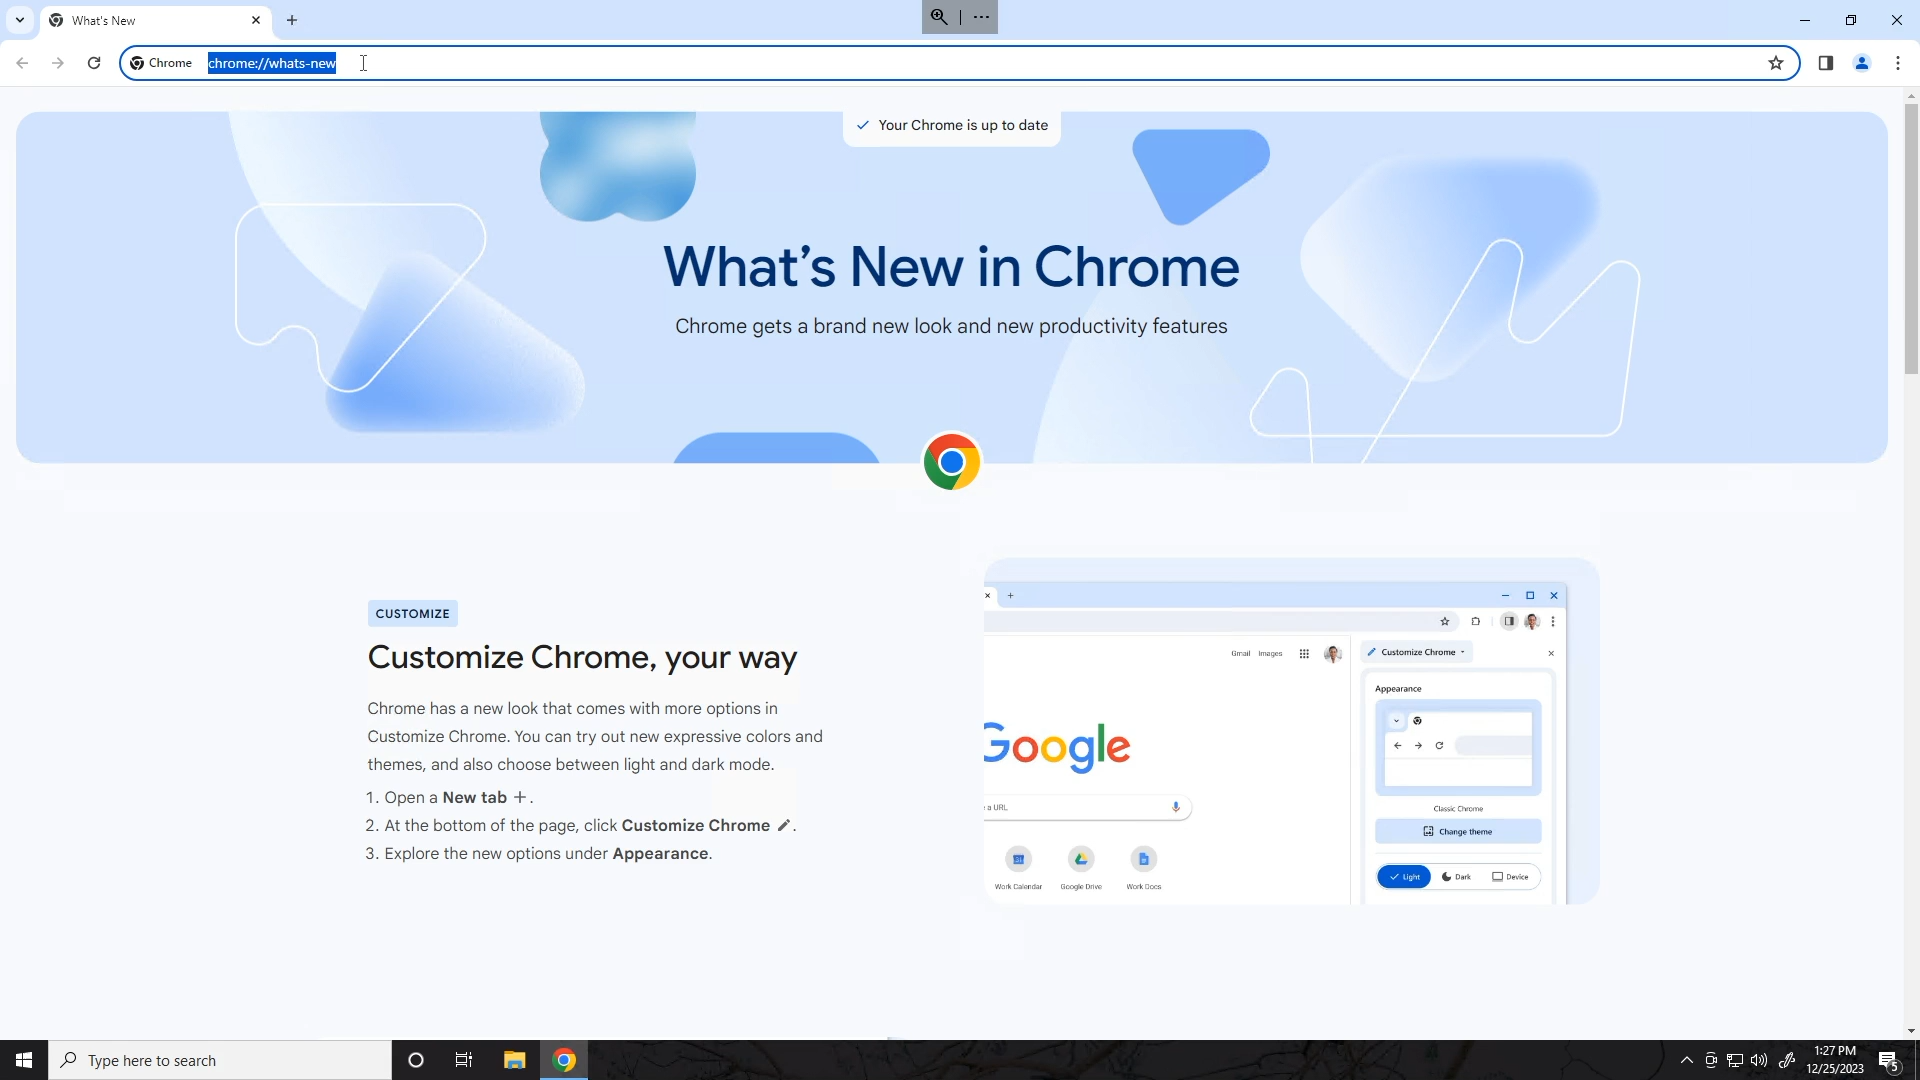 What's New
Chrome chrome://whats-new
Your Chrome is up to date
What's New in Chrome
Chrome gets a brand new look and new productivity features
CUSTOMIZE
Customize Chrome, your way
Chrome has a new look that comes with more options in
Customize Chrome. You can try out new expressive colors and
themes, and also choose between light and dark mode.
1. Open a New tab +.
2. At the bottom of the page, click Customize Chrome.
3. Explore the new options under Appearance.
Gmail Images
Customize Chrome
Appearance
Google
a URL
Classic Chrome
Change theme
Work Calendar Google Drive Work Docs
Light Dark Device
Type here to search
1:27 PM
12/25/2023
5